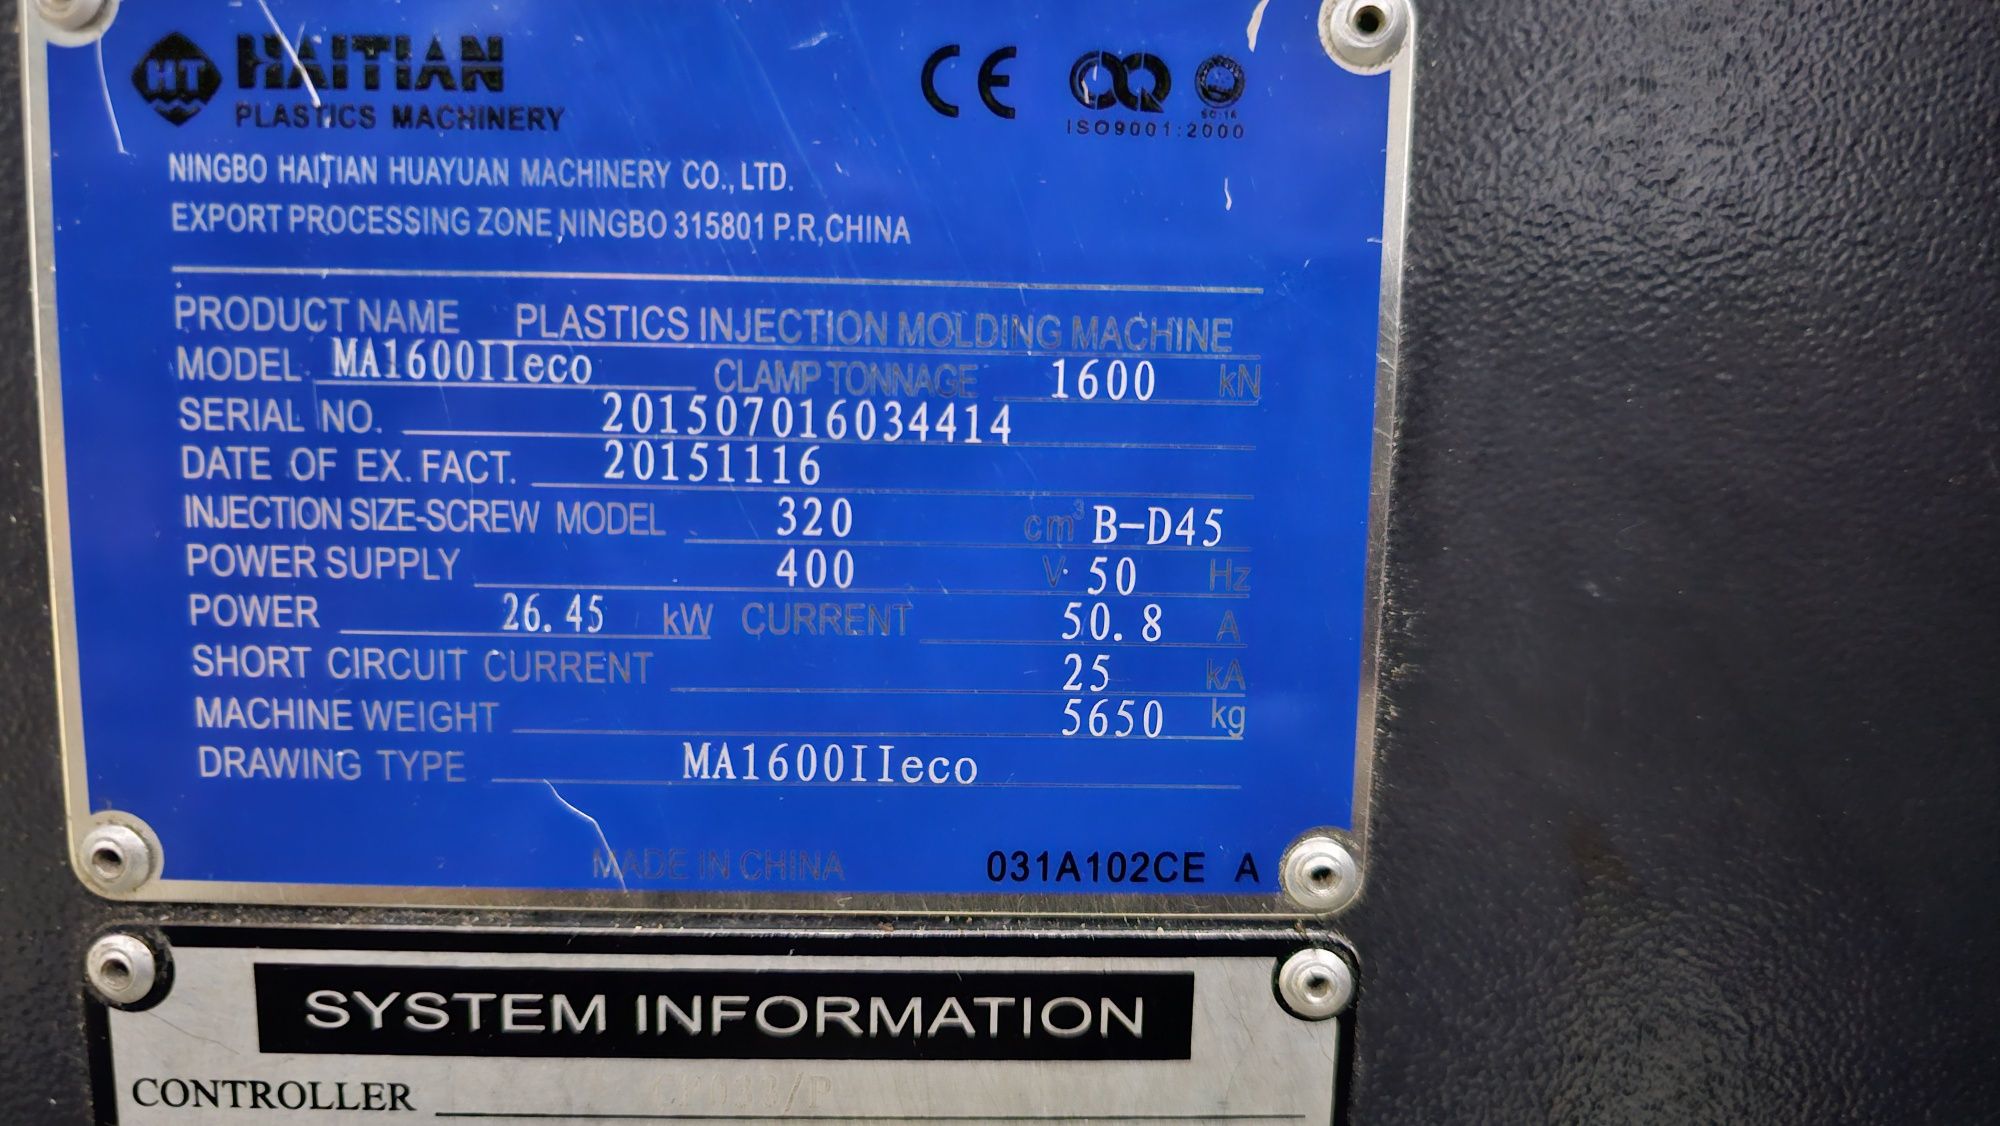 HT HAITIAN
PLASTICS MACHINERY
CE
ISO9001:2000
NINGBO HAITIAN HUAYUAN MACHINERY CO.,LTD.
EXPORT PROCESSING ZONE,NINGBO 315801 P.R,CHINA
PRODUCT NAME PLASTICS INJECTION MOLDING MACHINE
MODEL MA1600IIeco CLAMP TONNAGE 1600 kN
SERIAL NO. 201507016034414
DATE OF EX. FACT. 20151116
INJECTION SIZE-SCREW MODEL 320 cm³ B-D45
POWER SUPPLY 400 V 50 Hz
POWER 26.45 kW CURRENT 50.8 A
SHORT CIRCUIT CURRENT 25 kA
MACHINE WEIGHT 5650 kg
DRAWING TYPE MA1600IIeco
MADE IN CHINA 031A102CE A
SYSTEM INFORMATION
CONTROLLER